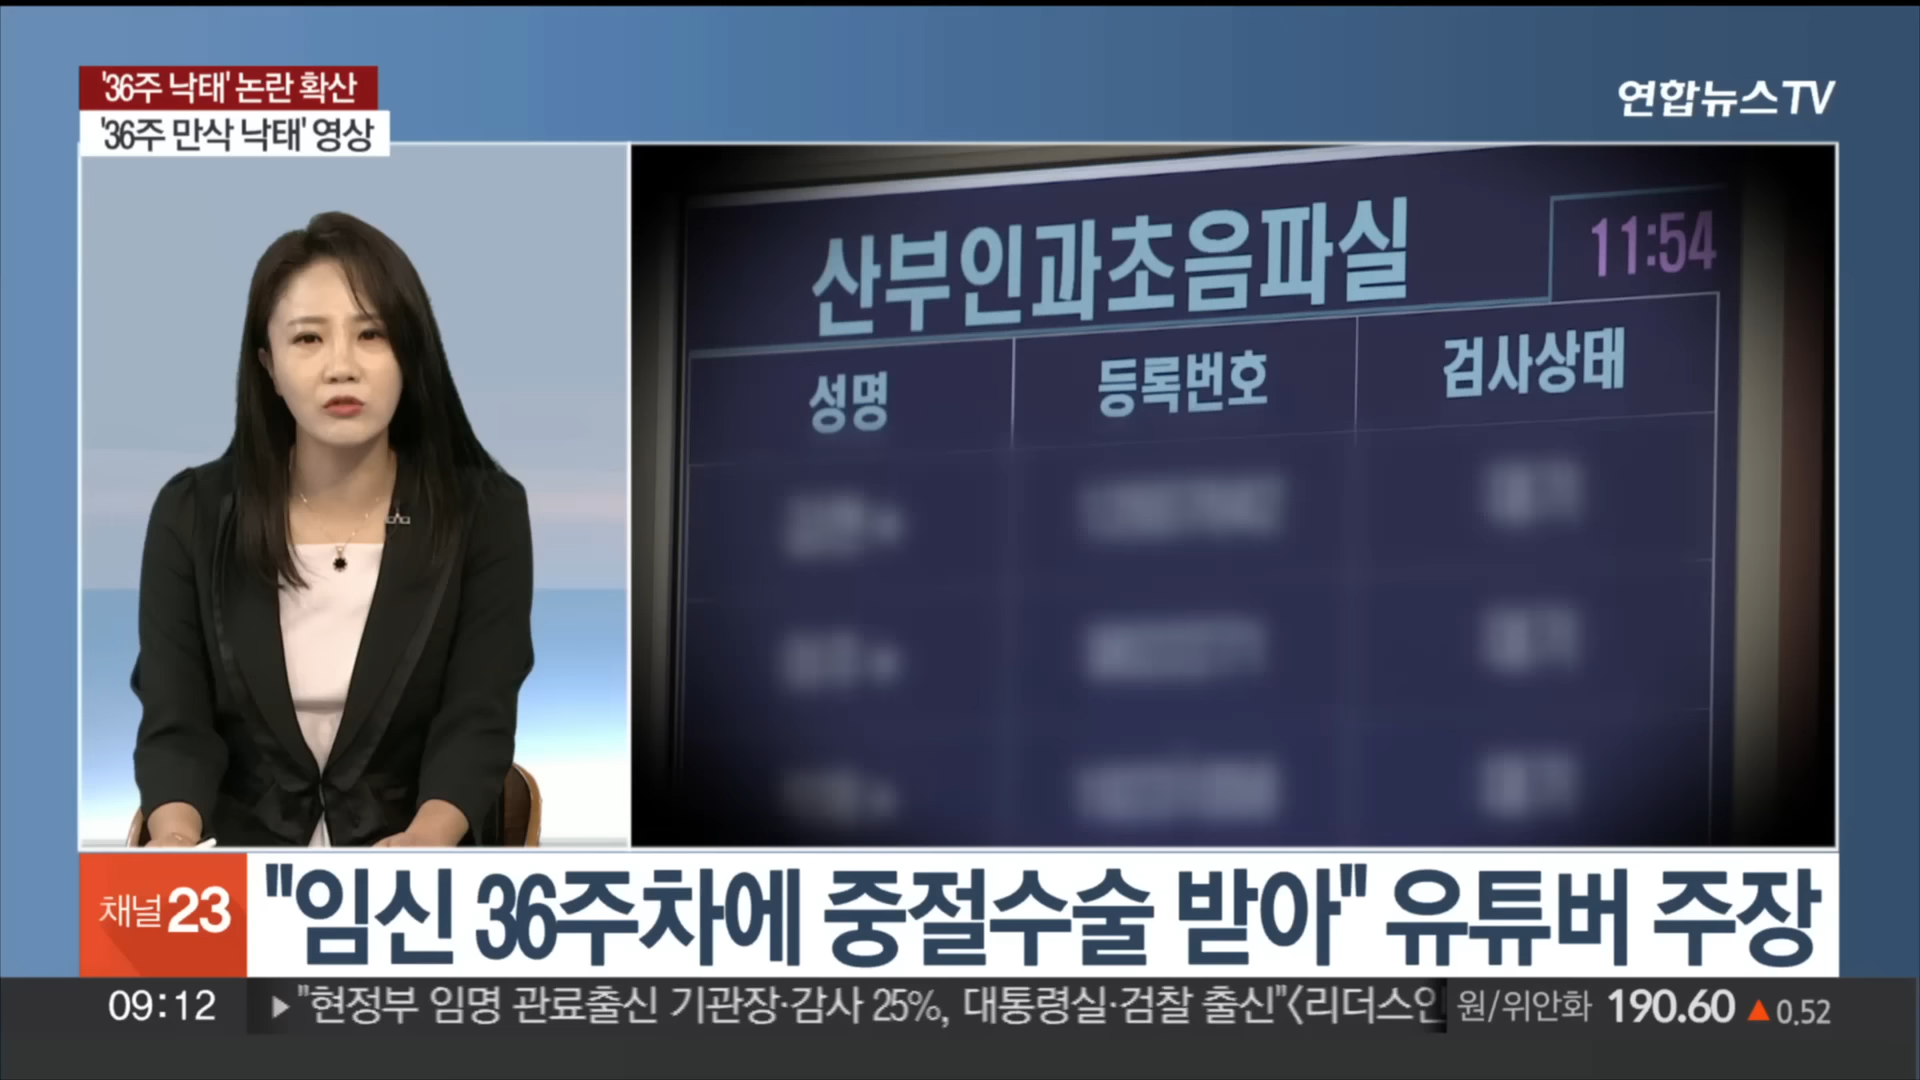 '36주 낙태' 논란 확산
'36주 만삭 낙태' 영상
연합뉴스TV
산부인과초음파실
11:54
성명 등록번호 검사상태
채널23
"임신 36주차에 중절수술 받아" 유튜버 주장
09:12
▶"현정부 임명 관료출신 기관장·감사 25%, 대통령실·검찰 출신"<리더스인
원/위안화 190.60 ▲0.52